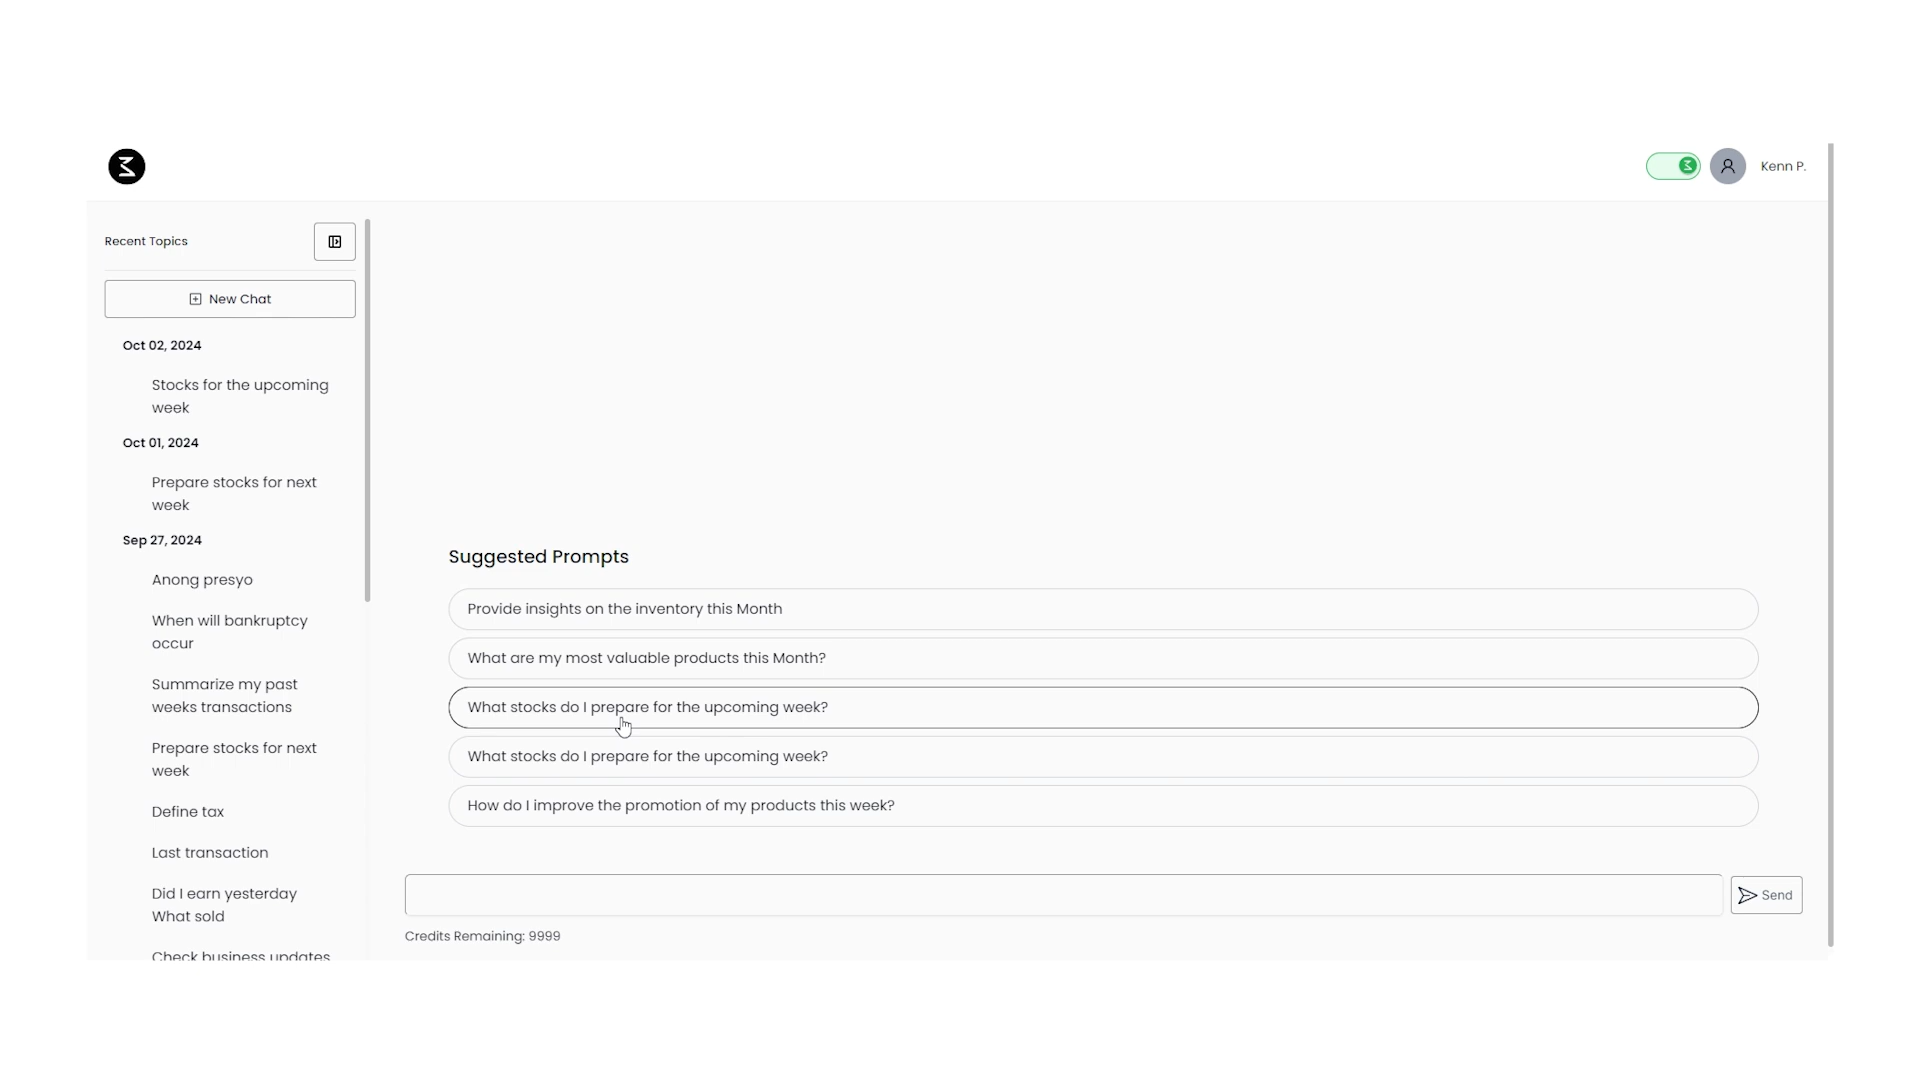 Kenn P.
Recent Topics
New Chat
Oct 02, 2024
Stocks for the upcoming
week
Oct 01, 2024
Prepare stocks for next
week
Sep 27, 2024
Anong presyo
When will bankruptcy
occur
Summarize my past
weeks transactions
Prepare stocks for next
week
Define tax
Last transaction
Did I earn yesterday
What sold
Check business updates
Suggested Prompts
Provide insights on the inventory this Month
What are my most valuable products this Month?
What stocks do I prepare for the upcoming week?
What stocks do I prepare for the upcoming week?
How do I improve the promotion of my products this week?
Send
Credits Remaining: 9999